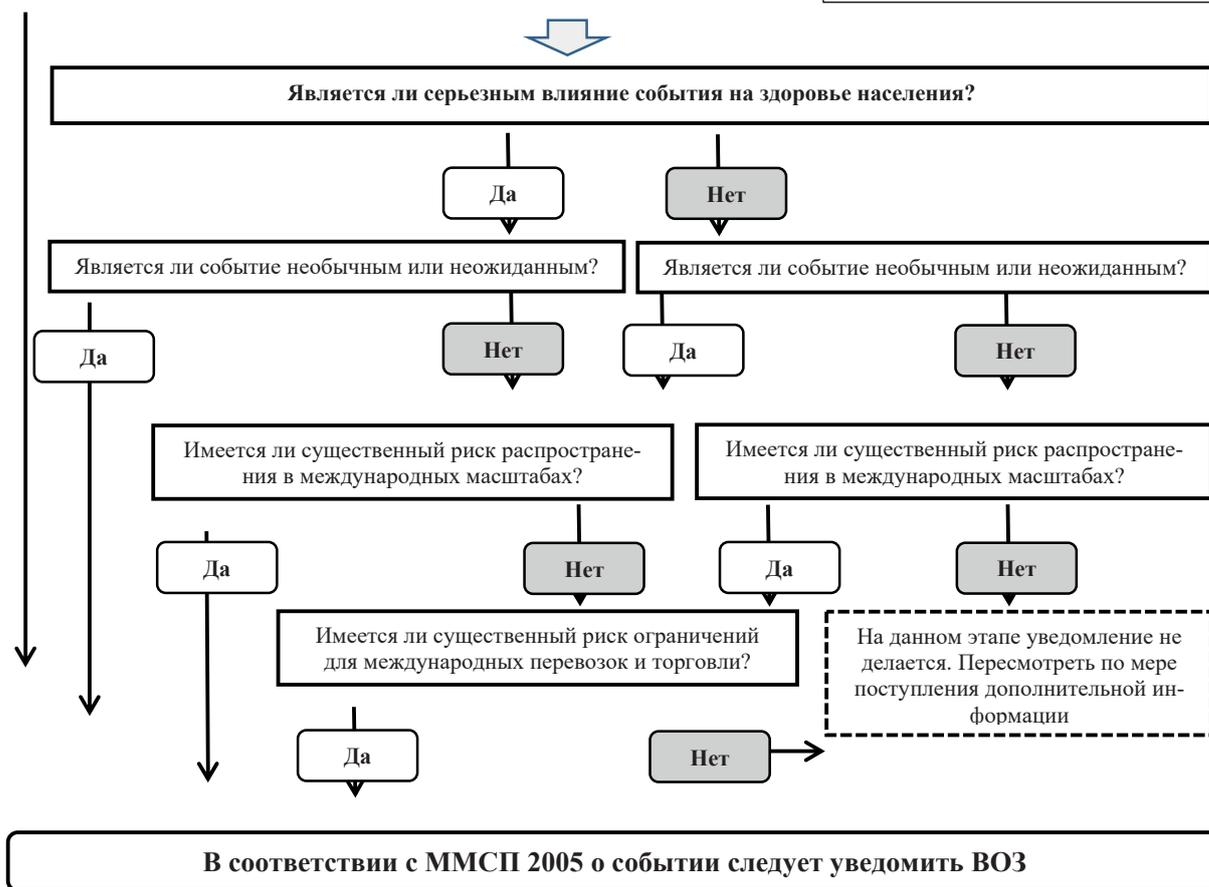 Является ли серьезным влияние события на здоровье населения?
Да
Нет
Является ли событие необычным или неожиданным?
Является ли событие необычным или неожиданным?
Да
Нет
Да
Нет
Имеется ли существенный риск распростране-
ния в международных масштабах?
Имеется ли существенный риск распростране-
ния в международных масштабах?
Да
Нет
Да
Нет
Имеется ли существенный риск ограничений
для международных перевозок и торговли?
На данном этапе уведомление не
делается. Пересмотреть по мере
поступления дополнительной ин-
формации
Да
Нет
В соответствии с ММСП 2005 о событии следует уведомить ВОЗ